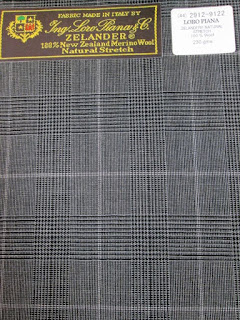 FABRIC MADE IN ITALY BY
Ing. Loro Piana & C.
ZELANDER®
100% New Zealand Merino Wool
Natural Stretch
2912-9122
LORO PIANA